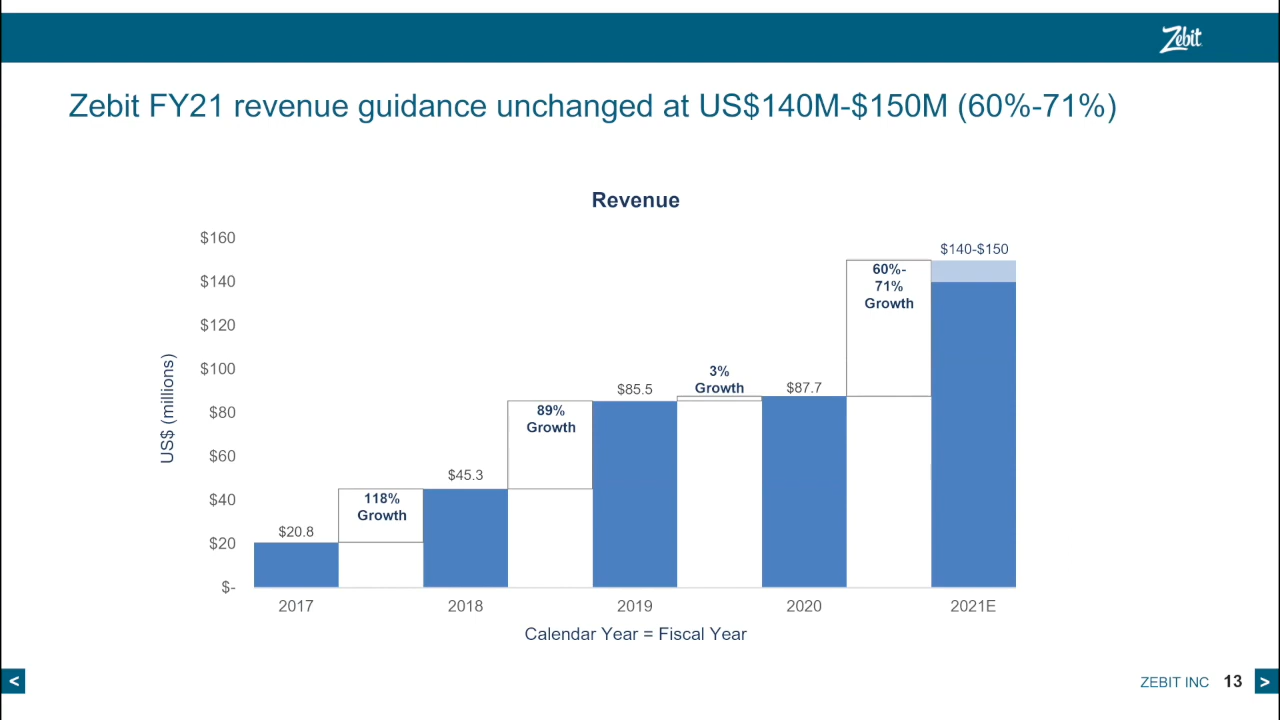 Zebit
Zebit FY21 revenue guidance unchanged at US$140M-$150M (60%-71%)
Revenue
US$ (millions)
$160
$140
$120
$100
$80
$60
$40
$20
$-
$20.8
118%
Growth
$45.3
89%
Growth
$85.5
3%
Growth
$87.7
60%-
71%
Growth
$140-$150
2017
2018
2019
2020
2021E
Calendar Year = Fiscal Year
<
ZEBIT INC 13
>